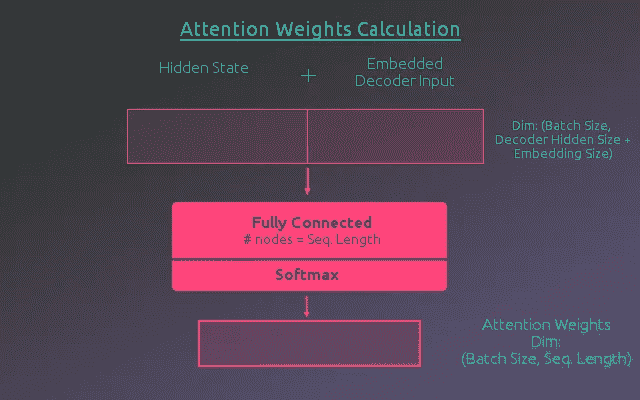 Attention Weights Calculation
Hidden State
+
Embedded
Decoder Input
Dim: (Batch Size,
Decoder Hidden Size +
Embedding Size)
Fully Connected
# nodes = Seq. Length
Softmax
Attention Weights
Dim:
(Batch Size, Seq. Length)